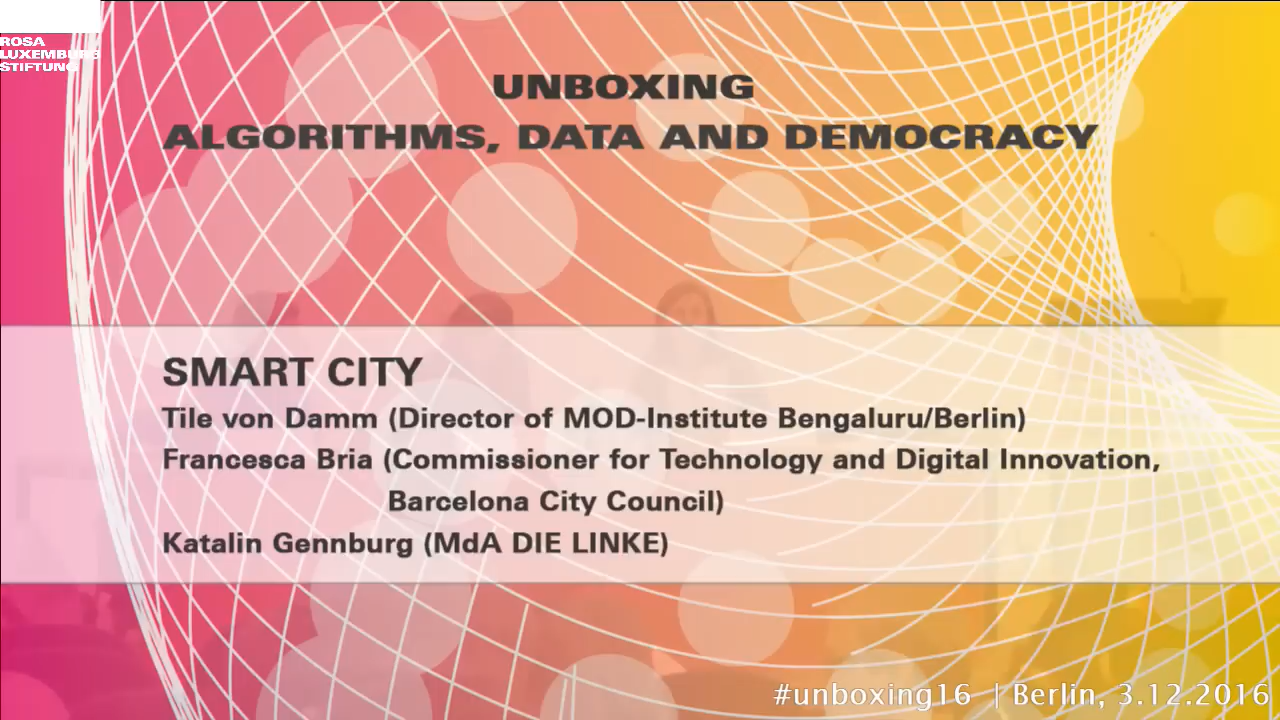 ROSA
LUXEMBURG
STIFTUNG
UNBOXING
ALGORITHMS, DATA AND DEMOCRACY
SMART CITY
Tile von Damm (Director of MOD-Institute Bengaluru/Berlin)
Francesca Bria (Commissioner for Technology and Digital Innovation,
Barcelona City Council)
Katalin Gennburg (MdA DIE LINKE)
#unboxing16 | Berlin, 3.12.2016